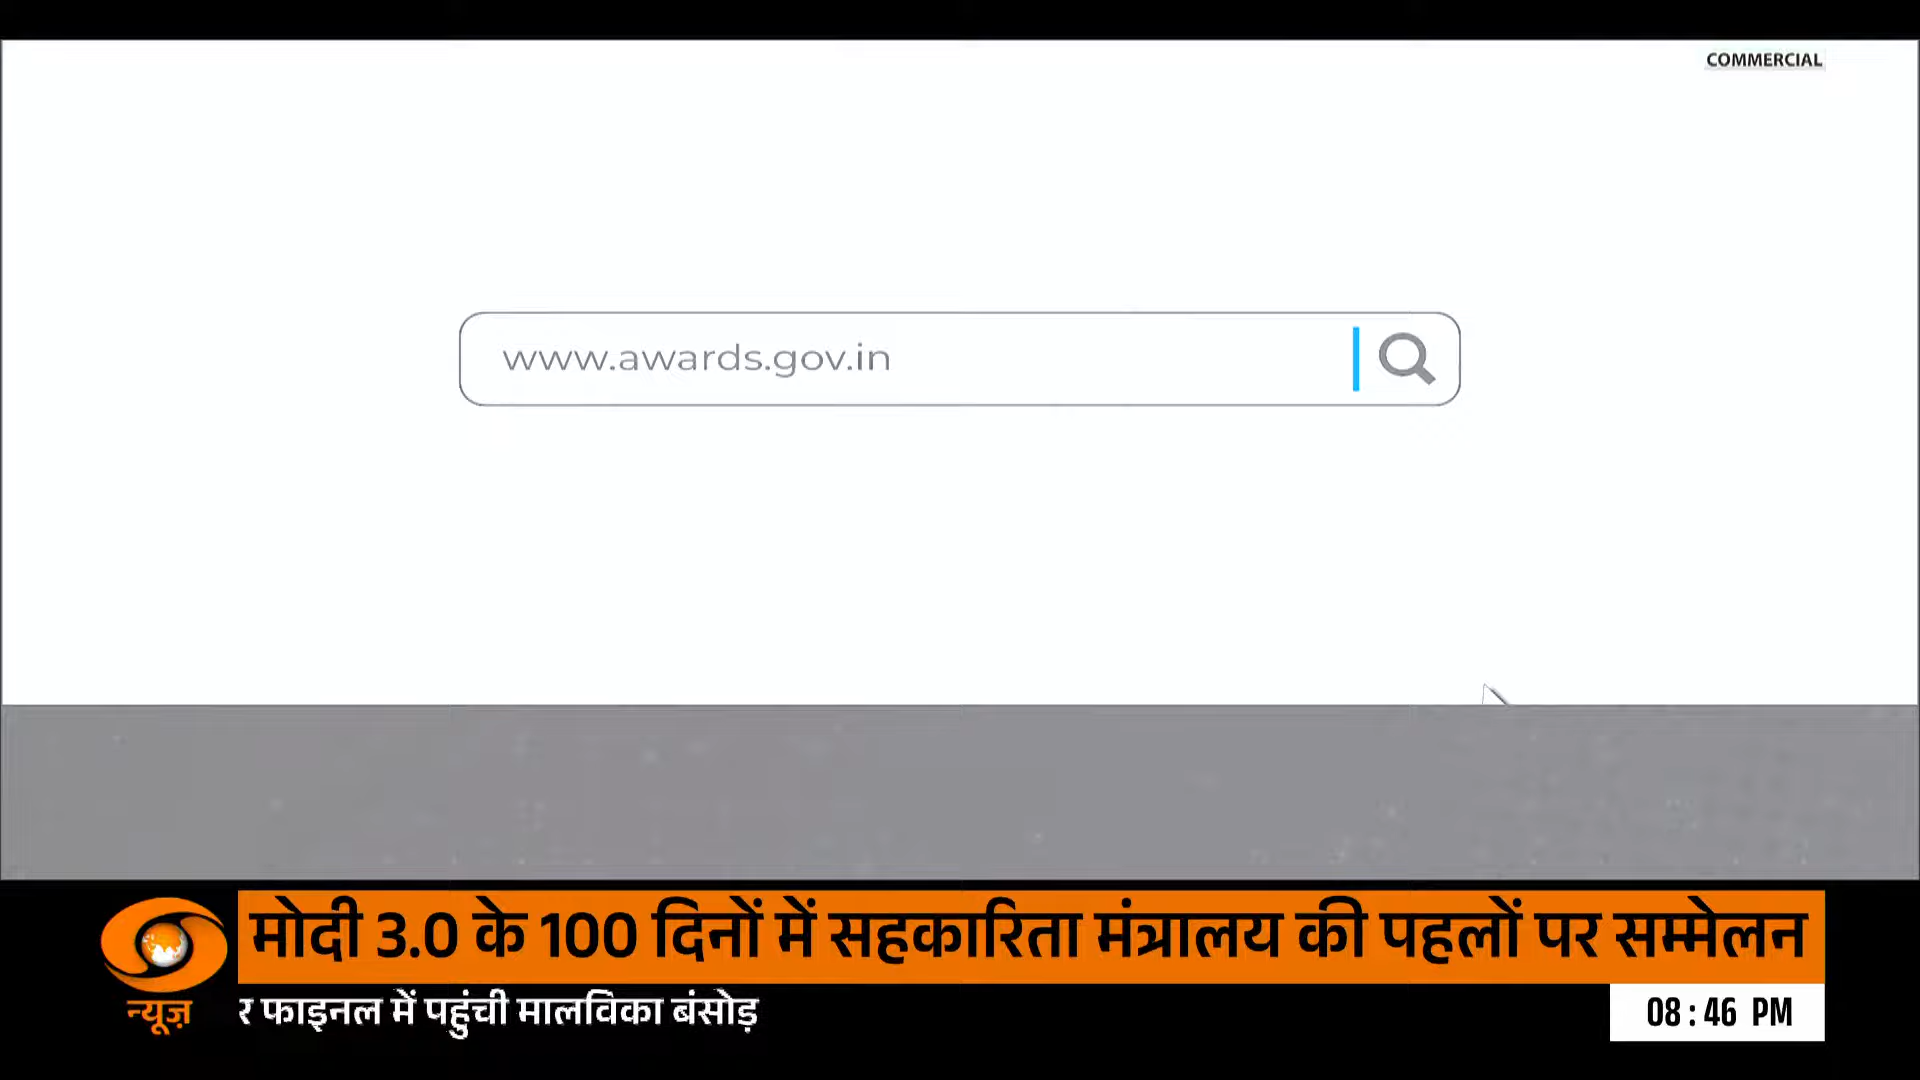 COMMERCIAL
www.awards.gov.in
मोदी 3.0 के 100 दिनों में सहकारिता मंत्रालय की पहलों पर सम्मेलन
न्यूज़
र फाइनल में पहुंची मालविका बंसोड़
08:46 PM